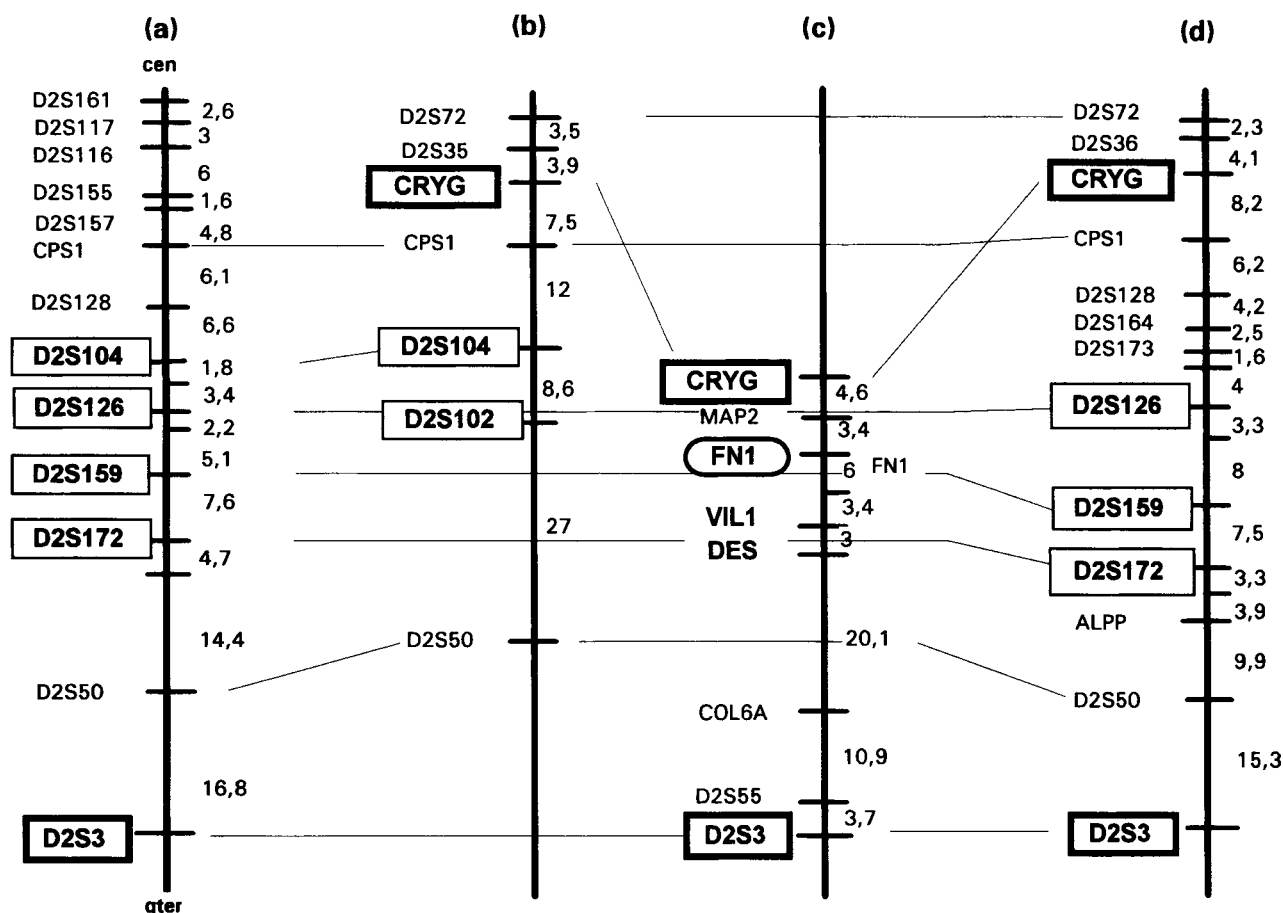 (a)
cen
D2S161
2,6
D2S117
3
D2S116
6
D2S155
1,6
D2S157
4,8
CPS1
6,1
D2S128
6,6
D2S104
1,8
3,4
D2S126
2,2
5,1
D2S159
7,6
D2S172
4,7
14,4
D2S50
16,8
D2S3
qter
(b)
D2S72
3,5
D2S35
3,9
CRYG
7,5
CPS1
12
D2S104
8,6
D2S102
27
D2S50
(c)
CRYG
4,6
MAP2
3,4
FN1
6
FN1
3,4
VIL1
3
DES
20,1
COL6A
10,9
D2S55
3,7
D2S3
(d)
D2S72
2,3
D2S36
4,1
CRYG
8,2
CPS1
6,2
D2S128
4,2
D2S164
2,5
D2S173
1,6
4
D2S126
3,3
8
D2S159
7,5
D2S172
3,3
3,9
ALPP
9,9
D2S50
15,3
D2S3